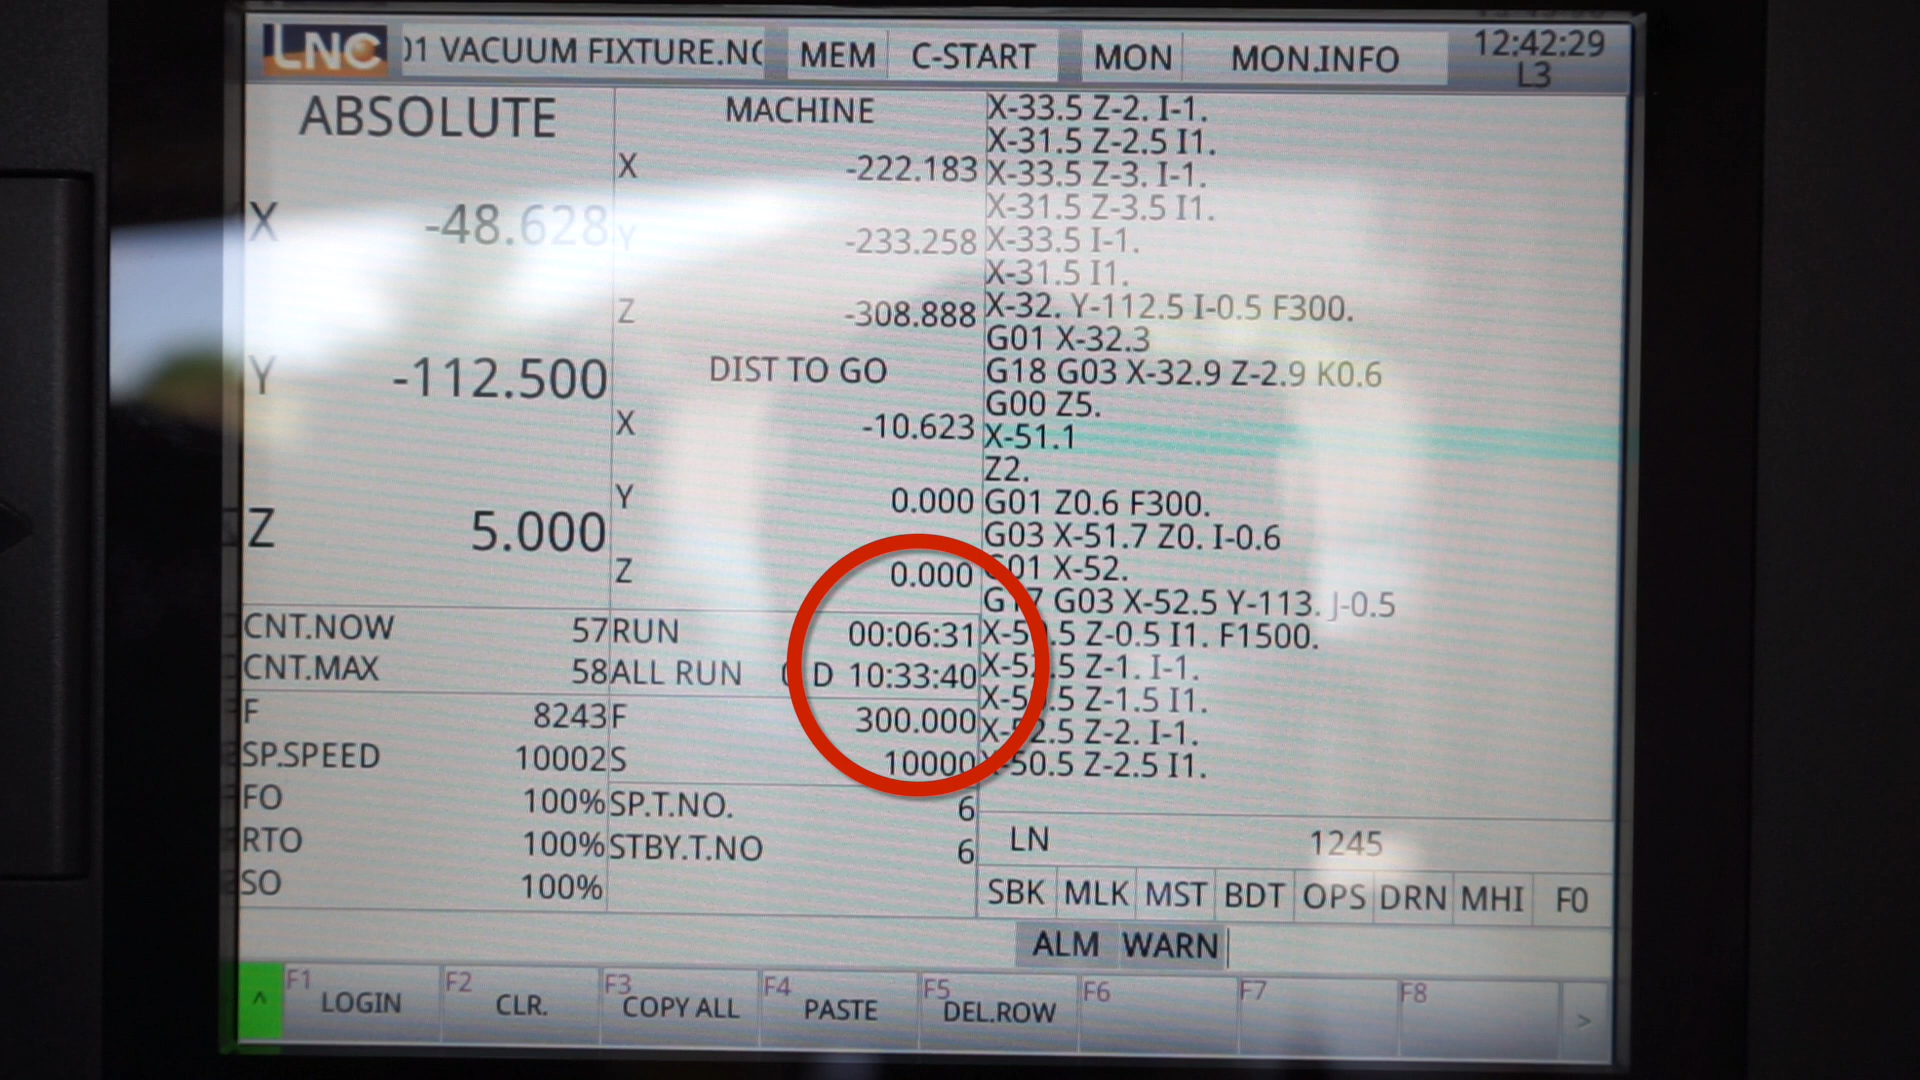 LNC
01 VACUUM FIXTURE.NC
MEM C-START
MON MON.INFO
12:42:29
L3
ABSOLUTE
X -48.628
Y -112.500
Z 5.000
MACHINE
X -222.183
Y -233.258
Z -308.888
DIST TO GO
X -10.623
Y 0.000
Z 0.000
CNT.NOW 57
CNT.MAX 58
F 8243
SP.SPEED 10002
FO 100%
RTO 100%
SO 100%
RUN 00:06:31
ALL RUN 0 D 10:33:40
F 300.000
S 10000
SP.T.NO. 6
STBY.T.NO 6
X-33.5 Z-2. I-1.
X-31.5 Z-2.5 I1.
X-33.5 Z-3. I-1.
X-31.5 Z-3.5 I1.
X-33.5 I-1.
X-31.5 I1.
X-32. Y-112.5 I-0.5 F300.
G01 X-32.3
G18 G03 X-32.9 Z-2.9 K0.6
G00 Z5.
X-51.1
Z2.
G01 Z0.6 F300.
G03 X-51.7 Z0. I-0.6
G01 X-52.
G17 G03 X-52.5 Y-113. J-0.5
X-50.5 Z-0.5 I1. F1500.
X-52.5 Z-1. I-1.
X-50.5 Z-1.5 I1.
X-52.5 Z-2. I-1.
X-50.5 Z-2.5 I1.
LN 1245
SBK MLK MST BDT OPS DRN MHI F0
ALM WARN
^
F1 LOGIN
F2 CLR.
F3 COPY ALL
F4 PASTE
F5 DEL.ROW
F6
F7
F8
>